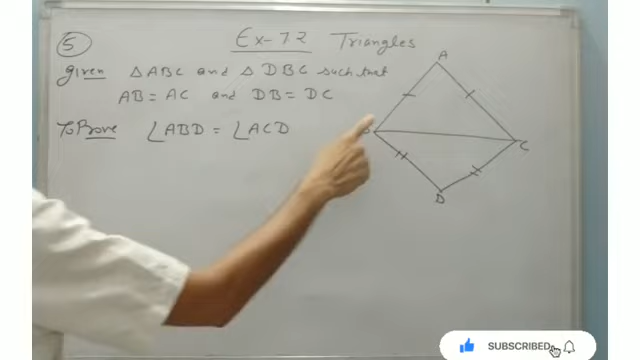 5 Ex-7.2 Triangles
given △ ABC and △ DBC such that
AB = AC and DB = DC
To Prove ∠ABD = ∠ACD
A
B
C
D
SUBSCRIBED